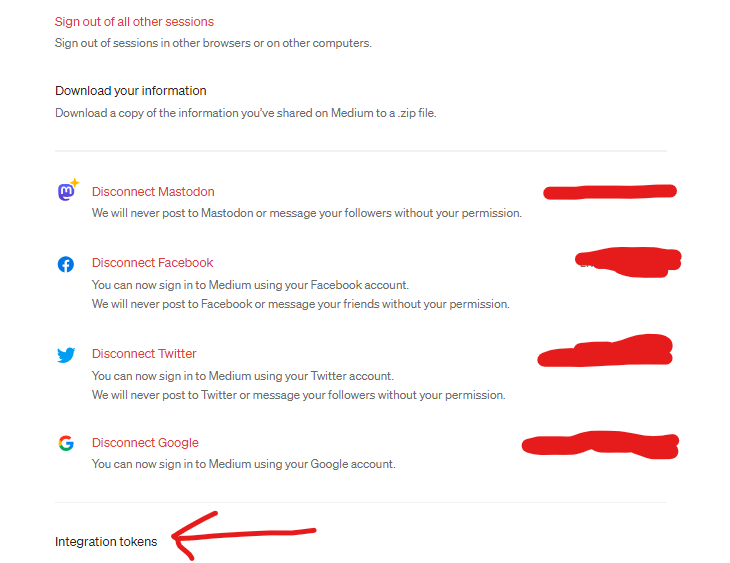 Sign out of all other sessions
Sign out of sessions in other browsers or on other computers.
Download your information
Download a copy of the information you’ve shared on Medium to a .zip file.
Disconnect Mastodon
We will never post to Mastodon or message your followers without your permission.
Disconnect Facebook
You can now sign in to Medium using your Facebook account.
We will never post to Facebook or message your friends without your permission.
Disconnect Twitter
You can now sign in to Medium using your Twitter account.
We will never post to Twitter or message your followers without your permission.
Disconnect Google
You can now sign in to Medium using your Google account.
Integration tokens